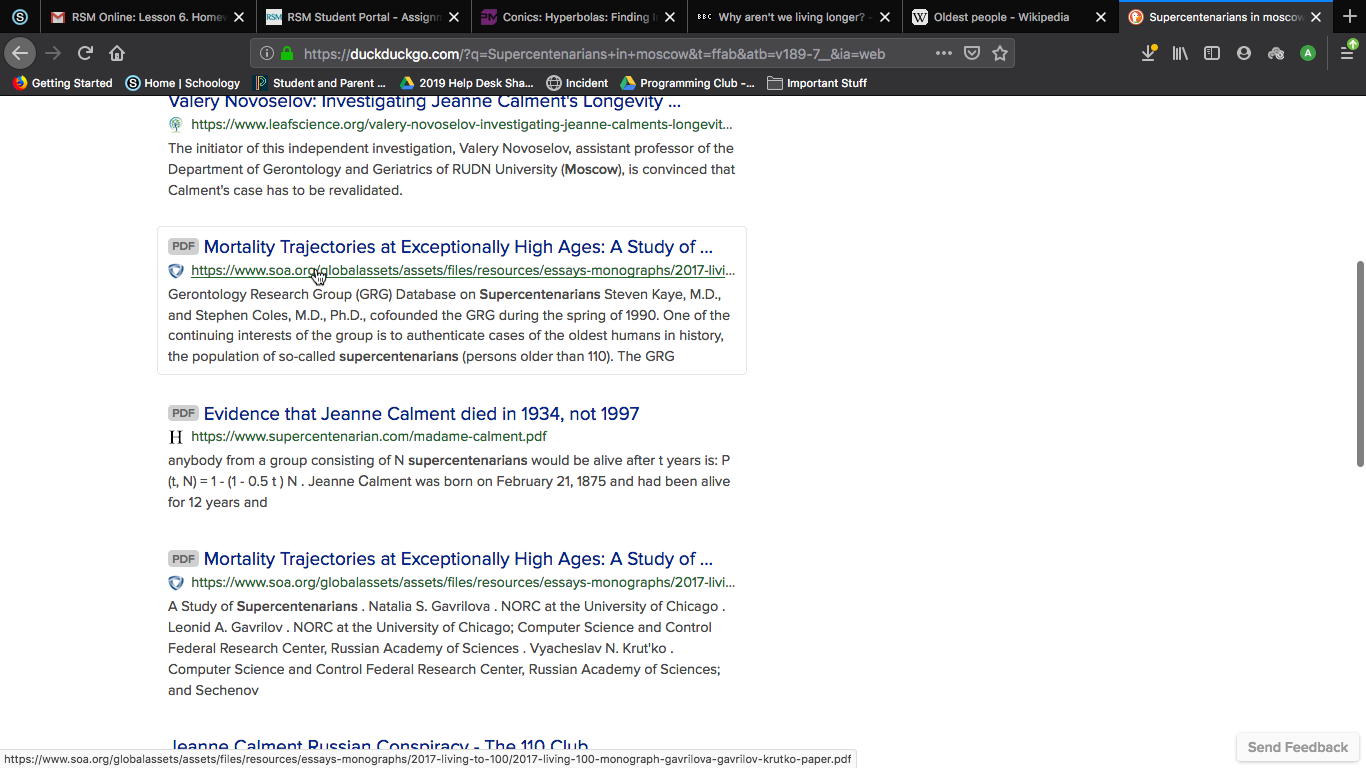 RSM Online: Lesson 6. Home
RSM Student Portal - Assign
Conics: Hyperbolas: Finding
BBC Why aren't we living longer? -
W Oldest people - Wikipedia
Supercentenarians in moscow
https://duckduckgo.com/?q=Supercentenarians+in+moscow&t=ffab&atb=v189-7__&ia=web
Getting Started
Home | Schoology
Student and Parent ...
2019 Help Desk Sha...
Incident
Programming Club -...
Important Stuff
Valery Novoselov: Investigating Jeanne Calment's Longevity ...
https://www.leafscience.org/valery-novoselov-investigating-jeanne-calments-longevit...
The initiator of this independent investigation, Valery Novoselov, assistant professor of the
Department of Gerontology and Geriatrics of RUDN University (Moscow), is convinced that
Calment's case has to be revalidated.
PDF Mortality Trajectories at Exceptionally High Ages: A Study of ...
https://www.soa.org/globalassets/assets/files/resources/essays-monographs/2017-livi...
Gerontology Research Group (GRG) Database on Supercentenarians Steven Kaye, M.D.,
and Stephen Coles, M.D., Ph.D., cofounded the GRG during the spring of 1990. One of the
continuing interests of the group is to authenticate cases of the oldest humans in history,
the population of so-called supercentenarians (persons older than 110). The GRG
PDF Evidence that Jeanne Calment died in 1934, not 1997
H https://www.supercentenarian.com/madame-calment.pdf
anybody from a group consisting of N supercentenarians would be alive after t years is: P
(t, N) = 1 - (1 - 0.5 t ) N . Jeanne Calment was born on February 21, 1875 and had been alive
for 12 years and
PDF Mortality Trajectories at Exceptionally High Ages: A Study of ...
https://www.soa.org/globalassets/assets/files/resources/essays-monographs/2017-livi...
A Study of Supercentenarians . Natalia S. Gavrilova . NORC at the University of Chicago .
Leonid A. Gavrilov . NORC at the University of Chicago; Computer Science and Control
Federal Research Center, Russian Academy of Sciences . Vyacheslav N. Krut'ko .
Computer Science and Control Federal Research Center, Russian Academy of Sciences;
and Sechenov
Jeanne Calment Russian Conspiracy - The 110 Club
Send Feedback
https://www.soa.org/globalassets/assets/files/resources/essays-monographs/2017-living-to-100/2017-living-100-monograph-gavrilova-gavrilov-krutko-paper.pdf